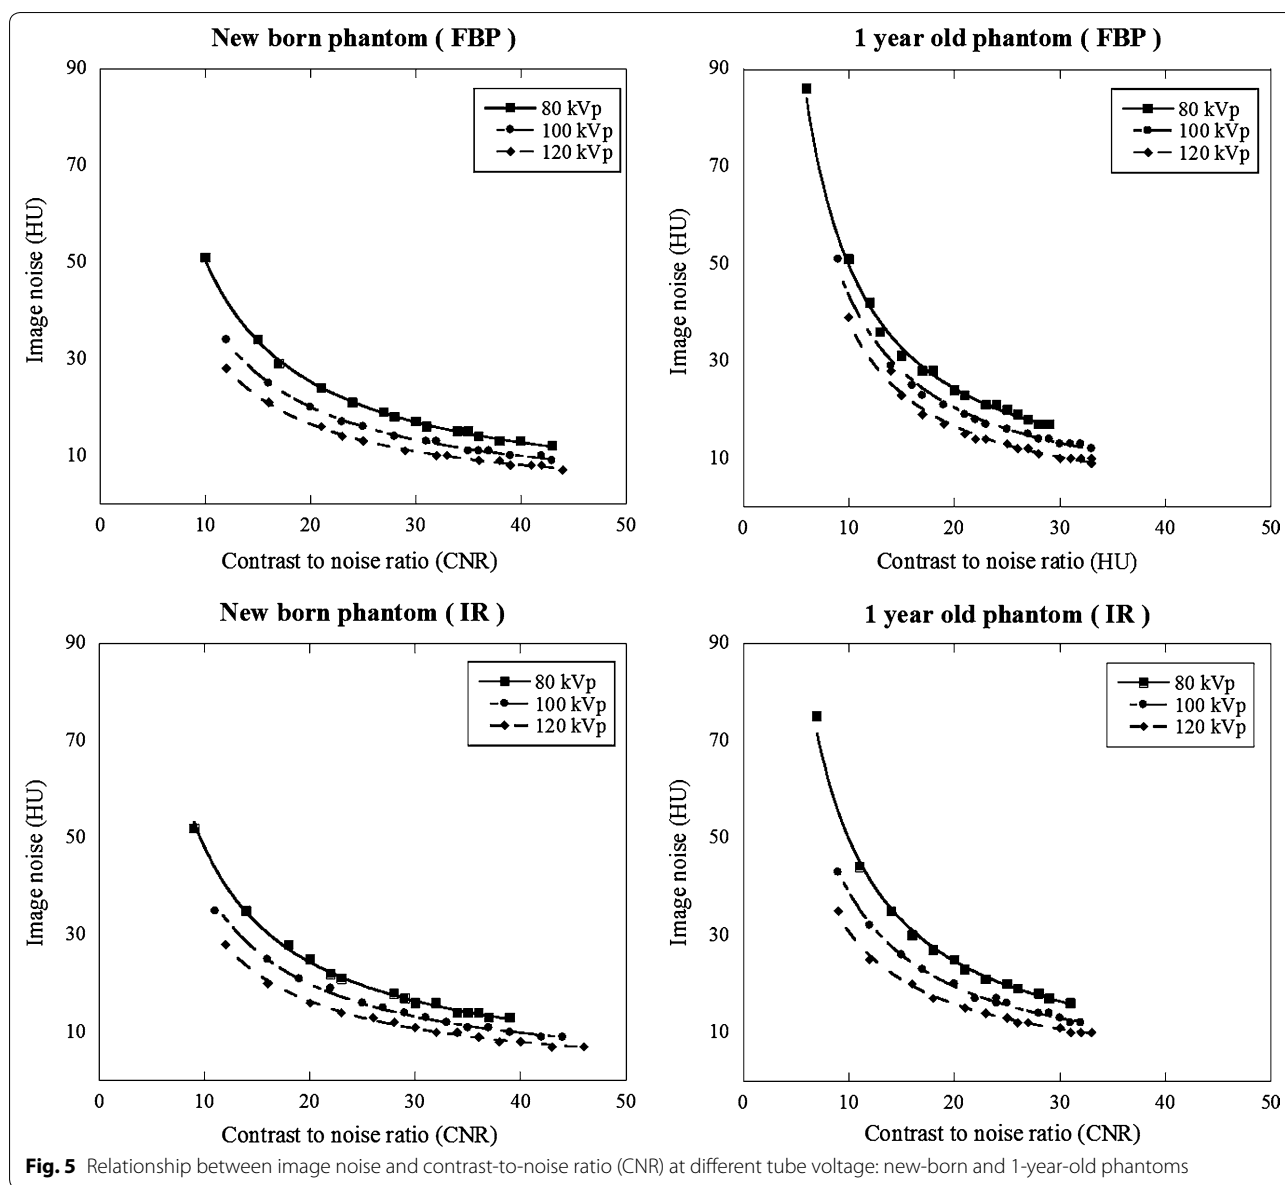 New born phantom ( FBP )
90
70
50
30
10
Image noise (HU)
80 kVp
100 kVp
120 kVp
0 10 20 30 40 50
Contrast to noise ratio (CNR)
1 year old phantom ( FBP )
90
70
50
30
10
Image noise (HU)
80 kVp
100 kVp
120 kVp
0 10 20 30 40 50
Contrast to noise ratio (HU)
New born phantom ( IR )
90
70
50
30
10
Image noise (HU)
80 kVp
100 kVp
120 kVp
0 10 20 30 40 50
Contrast to noise ratio (CNR)
1 year old phantom ( IR )
90
70
50
30
10
Image noise (HU)
80 kVp
100 kVp
120 kVp
0 10 20 30 40 50
Contrast to noise ratio (CNR)
Fig. 5 Relationship between image noise and contrast-to-noise ratio (CNR) at different tube voltage: new-born and 1-year-old phantoms